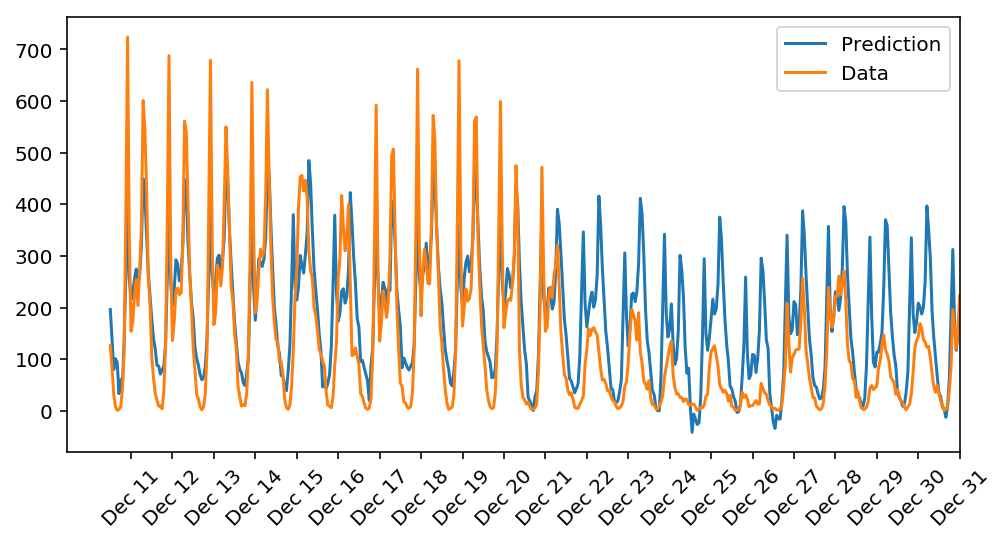 Prediction
Data
700
600
500
400
300
200
100
0
Dec 11
Dec 12
Dec 13
Dec 14
Dec 15
Dec 16
Dec 17
Dec 18
Dec 19
Dec 20
Dec 21
Dec 22
Dec 23
Dec 24
Dec 25
Dec 26
Dec 27
Dec 28
Dec 29
Dec 30
Dec 31